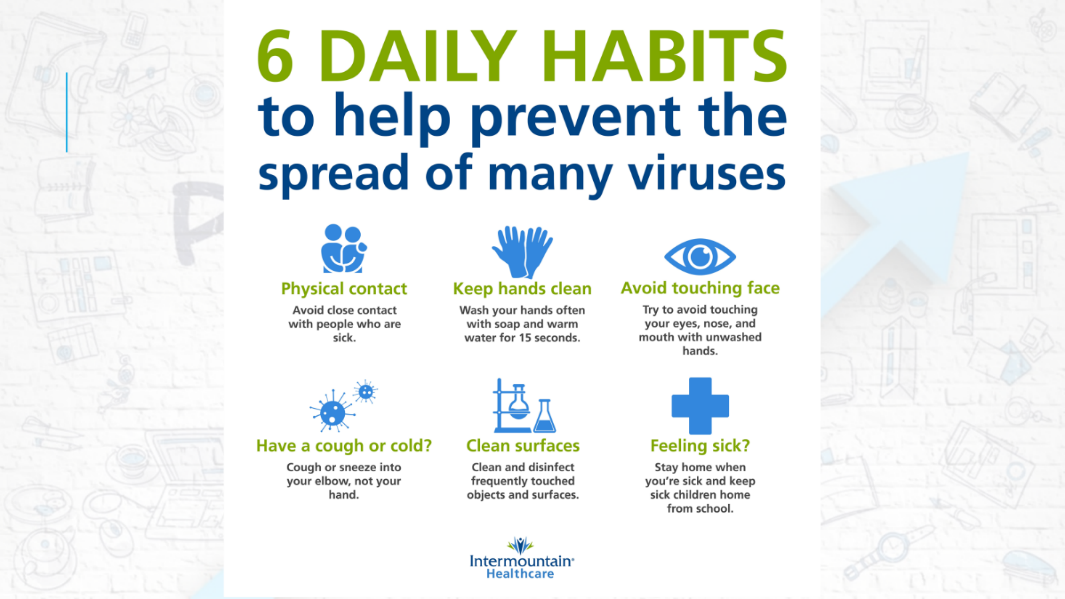 6 DAILY HABITS
to help prevent the
spread of many viruses
Physical contact
Avoid close contact
with people who are
sick.
Keep hands clean
Wash your hands often
with soap and warm
water for 15 seconds.
Avoid touching face
Try to avoid touching
your eyes, nose, and
mouth with unwashed
hands.
Have a cough or cold?
Cough or sneeze into
your elbow, not your
hand.
Clean surfaces
Clean and disinfect
frequently touched
objects and surfaces.
Feeling sick?
Stay home when
you're sick and keep
sick children home
from school.
Intermountain®
Healthcare